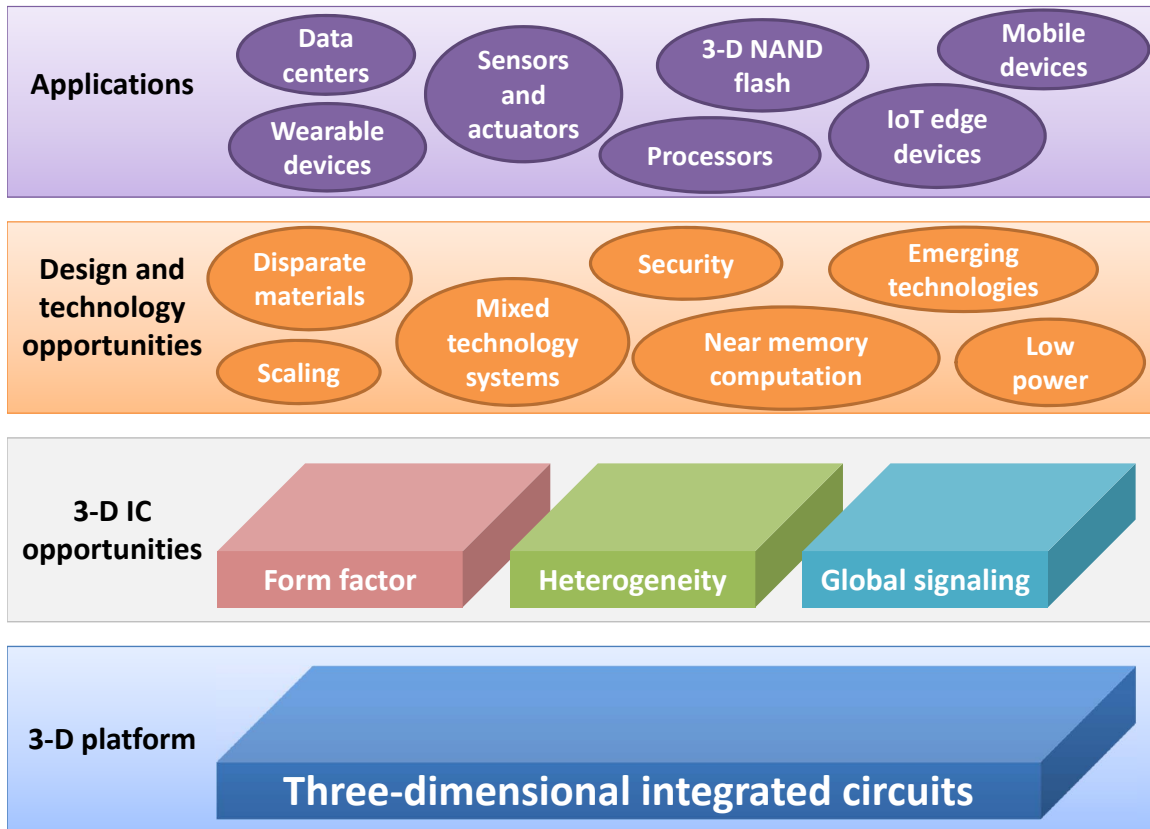 Applications
Data
centers
Sensors
and
actuators
3-D NAND
flash
Mobile
devices
Wearable
devices
Processors
IoT edge
devices
Design and
technology
opportunities
Disparate
materials
Security
Emerging
technologies
Scaling
Mixed
technology
systems
Near memory
computation
Low
power
3-D IC
opportunities
Form factor
Heterogeneity
Global signaling
3-D platform
Three-dimensional integrated circuits